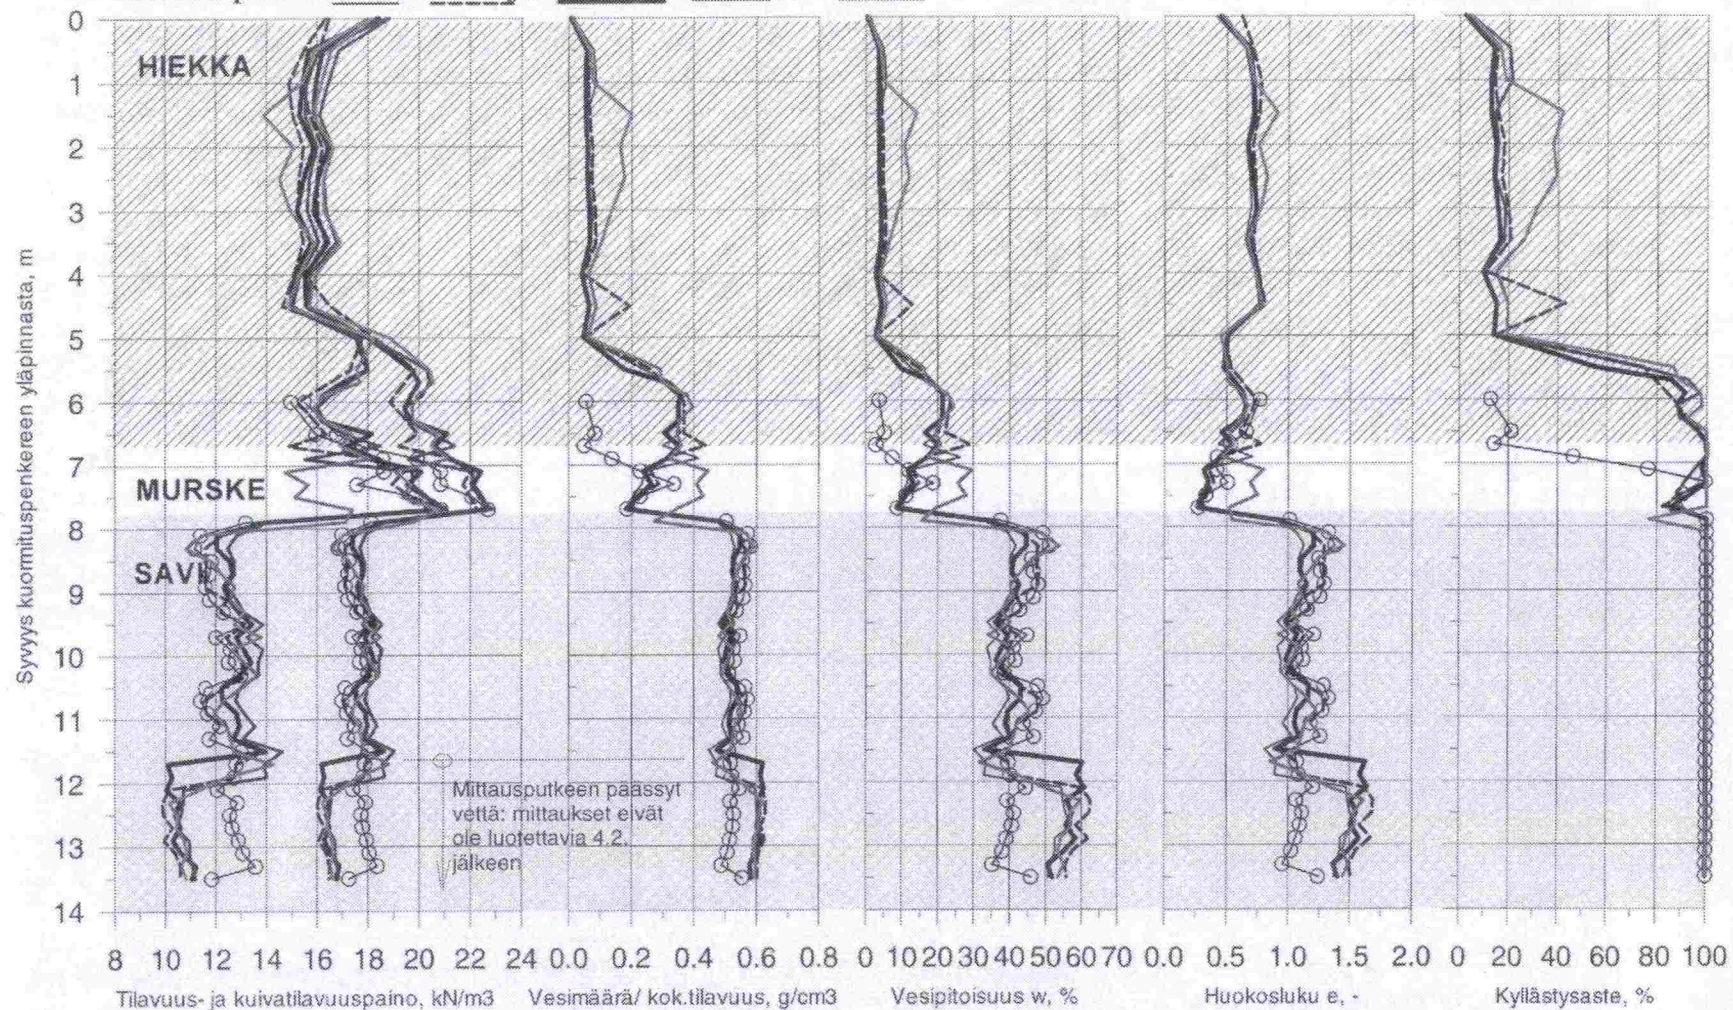 0
HIEKKA
1
2
3
4
5
6
7
MURSKE
8
SAVI
9
10
11
12
13
14
Syvyys kuormituspenkereen yläpinnasta, m
Mittausputkeen päässyt
vettä: mittaukset eivät
ole luotettavia 4.2.
jälkeen
8 10 12 14 16 18 20 22 24 0.0 0.2 0.4 0.6 0.8 0 10 20 30 40 50 60 70 0.0 0.5 1.0 1.5 2.0 0 20 40 60 80 100
Tilavuus- ja kuivatilavuuspaino, kN/m3 Vesimäärä/ kok.tilavuus, g/cm3 Vesipitoisuus w, % Huokosluku e, - Kyllästysaste, %